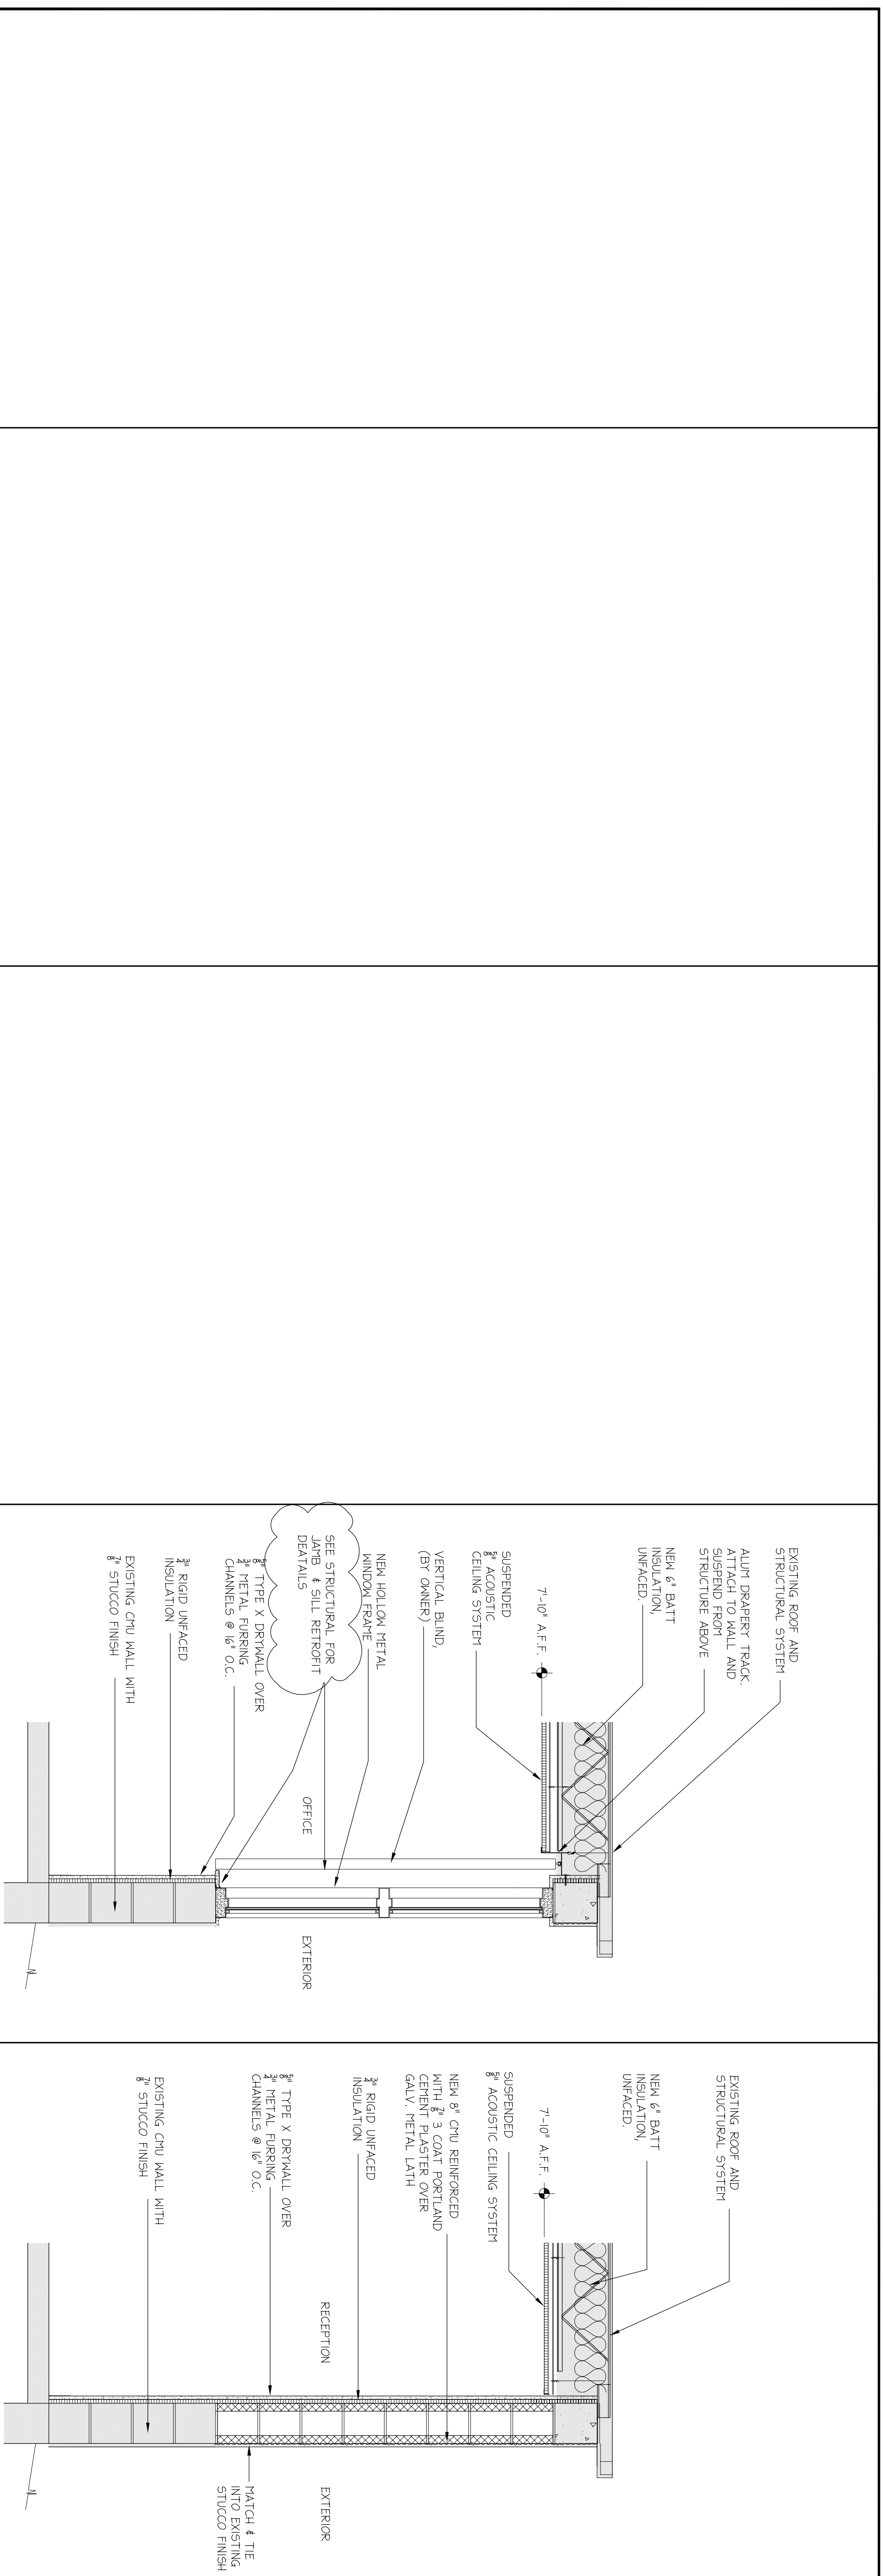 EXISTING ROOF AND
STRUCTURAL SYSTEM
ALUM DRAPERY TRACK.
ATTACH TO WALL AND
SUSPEND FROM
STRUCTURE ABOVE
NEW 6" BATT
INSULATION,
UNFACED.
7'-10" A.F.F.
SUSPENDED
5/8" ACOUSTIC
CEILING SYSTEM
VERTICAL BLIND,
(BY OWNER)
NEW HOLLOW METAL
WINDOW FRAME
SEE STRUCTURAL FOR
JAMB & SILL RETROFIT
DEATAILS
5/8" TYPE X DRYWALL OVER
3/4" METAL FURRING
CHANNELS @ 16" O.C.
3/4" RIGID UNFACED
INSULATION
EXISTING CMU WALL WITH
7/8" STUCCO FINISH
OFFICE
EXTERIOR
EXISTING ROOF AND
STRUCTURAL SYSTEM
NEW 6" BATT
INSULATION,
UNFACED.
7'-10" A.F.F.
SUSPENDED
5/8" ACOUSTIC CEILING SYSTEM
NEW 8" CMU REINFORCED
WITH 7/8" 3 COAT PORTLAND
CEMENT PLASTER OVER
GALV. METAL LATH
3/4" RIGID UNFACED
INSULATION
5/8" TYPE X DRYWALL OVER
3/4" METAL FURRING
CHANNELS @ 16" O.C.
EXISTING CMU WALL WITH
7/8" STUCCO FINISH
RECEPTION
EXTERIOR
MATCH & TIE
INTO EXISTING
STUCCO FINISH